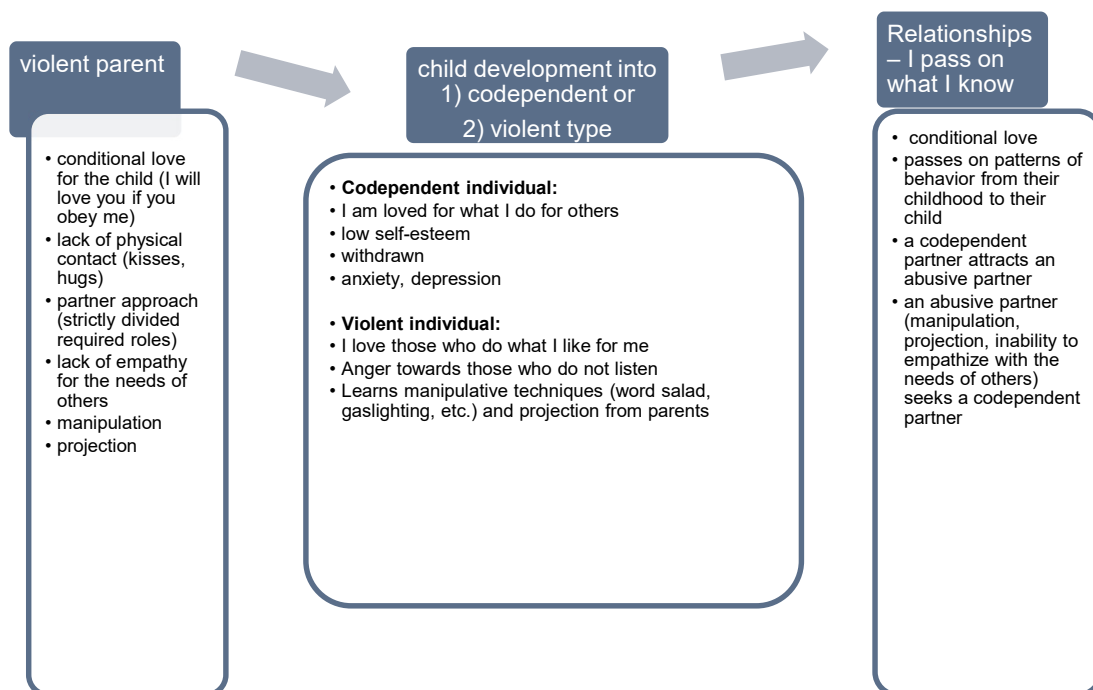 violent parent
• conditional love
for the child (I will
love you if you
obey me)
• lack of physical
contact (kisses,
hugs)
• partner approach
(strictly divided
required roles)
• lack of empathy
for the needs of
others
• manipulation
• projection
child development into
1) codependent or
2) violent type
• Codependent individual:
• I am loved for what I do for others
• low self-esteem
• withdrawn
• anxiety, depression
• Violent individual:
• I love those who do what I like for me
• Anger towards those who do not listen
• Learns manipulative techniques (word salad,
gaslighting, etc.) and projection from parents
Relationships
– I pass on
what I know
• conditional love
• passes on patterns of
behavior from their
childhood to their
child
• a codependent
partner attracts an
abusive partner
• an abusive partner
(manipulation,
projection, inability to
empathize with the
needs of others)
seeks a codependent
partner